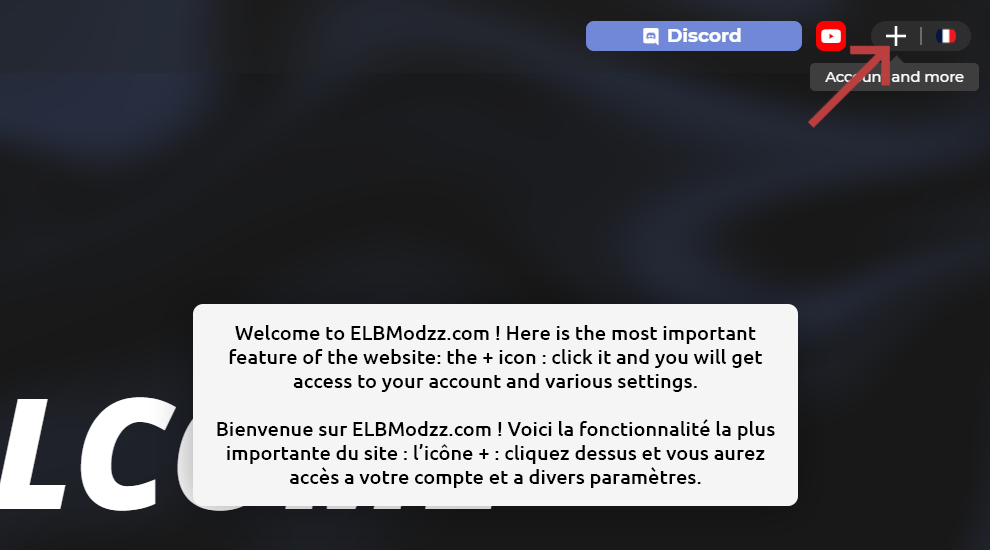 Discord
Account and more
Welcome to ELBModzz.com ! Here is the most important
feature of the website: the + icon : click it and you will get
access to your account and various settings.
Bienvenue sur ELBModzz.com ! Voici la fonctionnalité la plus
importante du site : l’icône + : cliquez dessus et vous aurez
accès a votre compte et a divers paramètres.